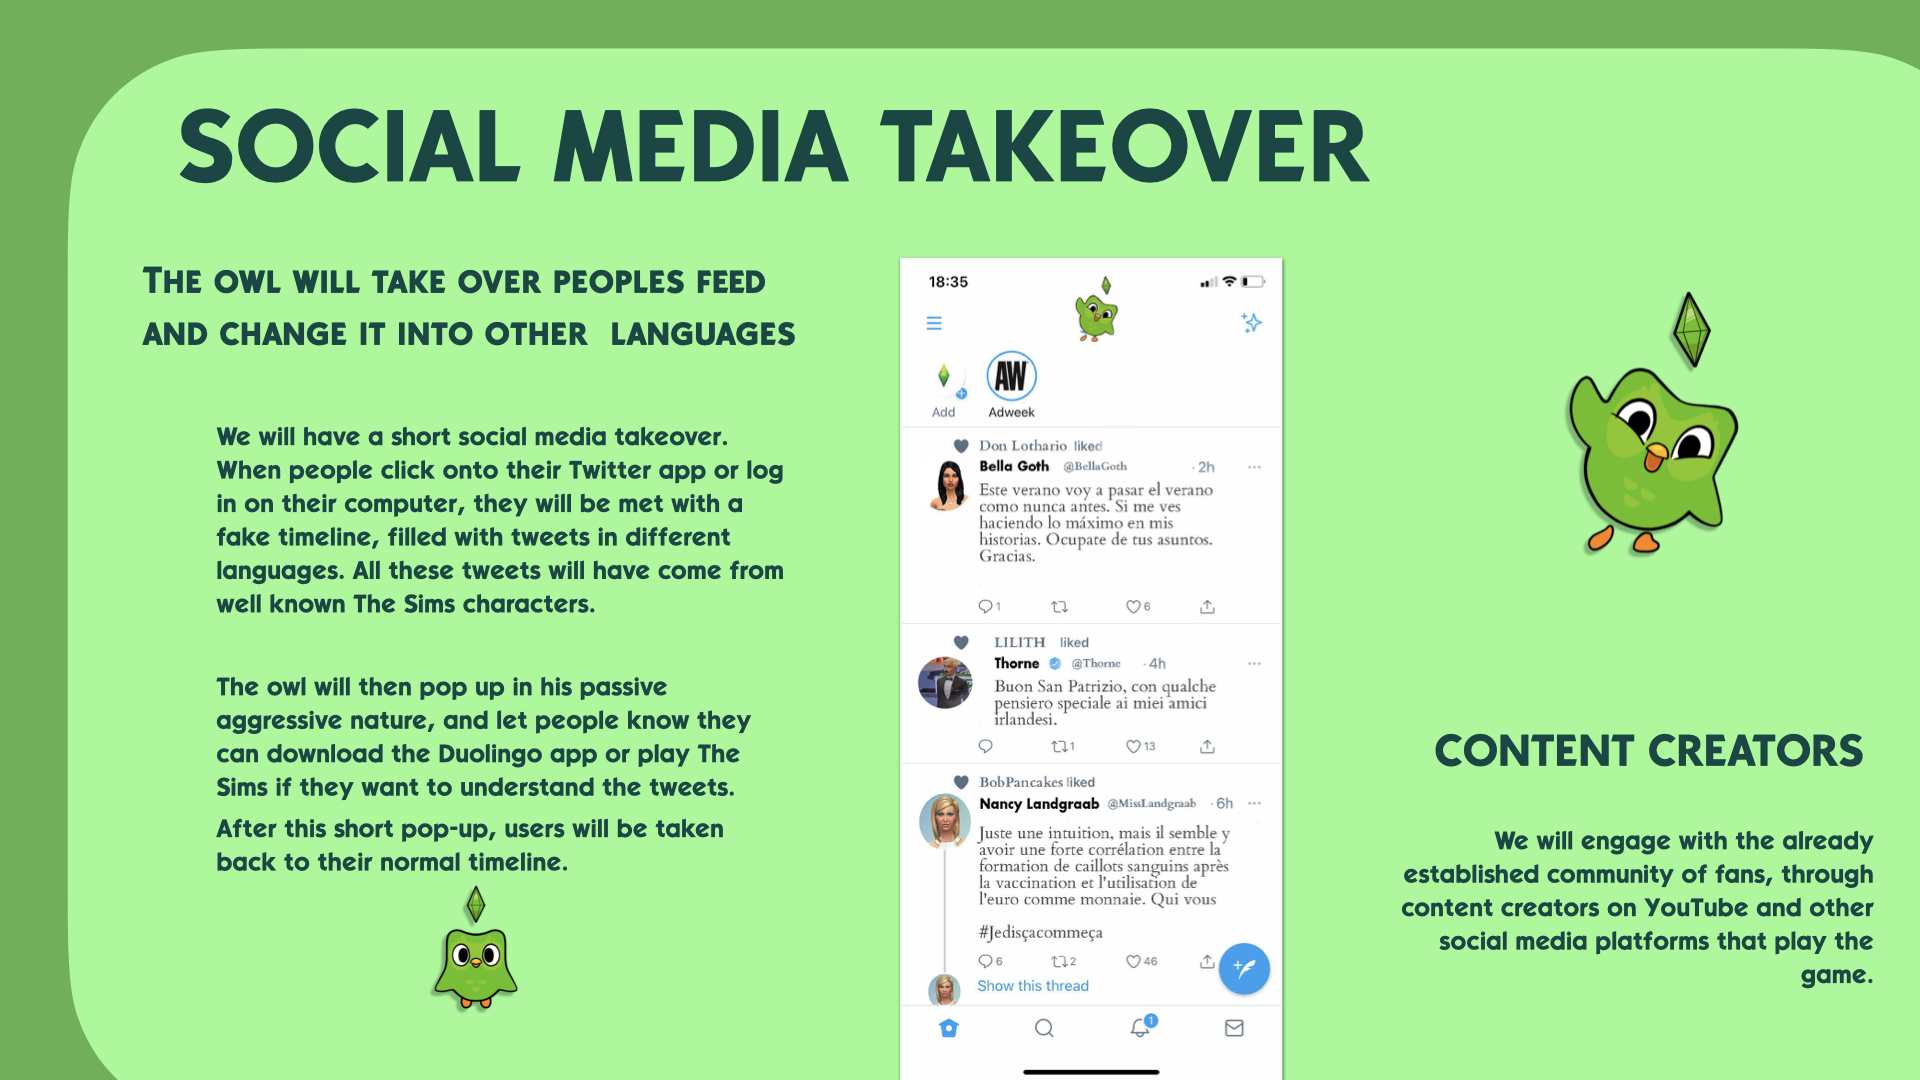 SOCIAL MEDIA TAKEOVER
THE OWL WILL TAKE OVER PEOPLES FEED
AND CHANGE IT INTO OTHER LANGUAGES
We will have a short social media takeover.
When people click onto their Twitter app or log
in on their computer, they will be met with a
fake timeline, filled with tweets in different
languages. All these tweets will have come from
well known The Sims characters.
The owl will then pop up in his passive
aggressive nature, and let people know they
can download the Duolingo app or play The
Sims if they want to understand the tweets.
After this short pop-up, users will be taken
back to their normal timeline.
18:35
AW
Add
Adweek
Don Lothario liked
Bella Goth @BellaGoth · 2h
Este verano voy a pasar el verano
como nunca antes. Si me ves
haciendo lo máximo en mis
historias. Ocupate de tus asuntos.
Gracias.
1
6
LILITH liked
Thorne @Thorne · 4h
Buon San Patrizio, con qualche
pensiero speciale ai miei amici
irlandesi.
1
13
BobPancakes liked
Nancy Landgraab @MissLandgraab · 6h
Juste une intuition, mais il semble y
avoir une forte corrélation entre la
formation de caillots sanguins après
la vaccination et l'utilisation de
l'euro comme monnaie. Qui vous
#Jedisçacommeça
6
2
46
Show this thread
1
CONTENT CREATORS
We will engage with the already
established community of fans, through
content creators on YouTube and other
social media platforms that play the
game.